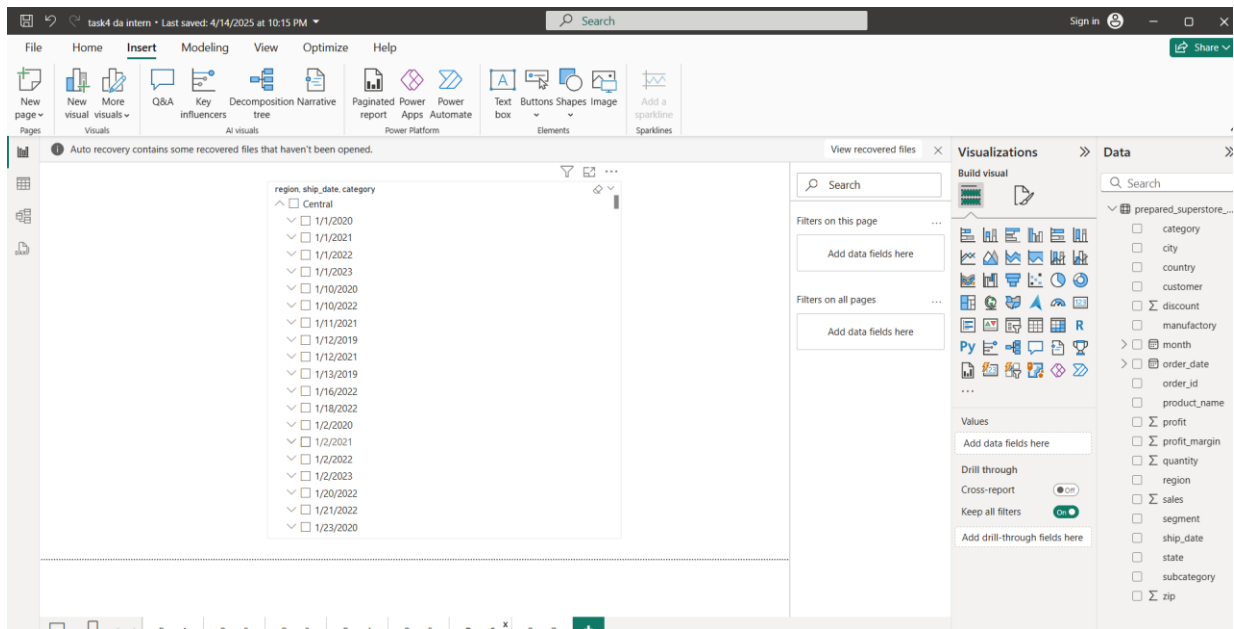 task4 da intern • Last saved: 4/14/2025 at 10:15 PM
Search
Sign in
File Home Insert Modeling View Optimize Help
Share
New page
New visual
More visuals
Q&A
Key influencers
Decomposition tree
Narrative
Paginated report
Power Apps
Power Automate
Text box
Buttons
Shapes
Image
Add a sparkline
Pages Visuals AI visuals Power Platform Elements Sparklines
Auto recovery contains some recovered files that haven't been opened.
View recovered files
region, ship_date, category
Central
1/1/2020
1/1/2021
1/1/2022
1/1/2023
1/10/2020
1/10/2022
1/11/2021
1/12/2019
1/12/2021
1/13/2019
1/16/2022
1/18/2022
1/2/2020
1/2/2021
1/2/2022
1/2/2023
1/20/2022
1/21/2022
1/23/2020
Search
Filters on this page
Add data fields here
Filters on all pages
Add data fields here
Visualizations
Build visual
123
R
Py
Values
Add data fields here
Drill through
Cross-report
Off
Keep all filters
On
Add drill-through fields here
Data
Search
prepared_superstore_...
category
city
country
customer
discount
manufactory
month
order_date
order_id
product_name
profit
profit_margin
quantity
region
sales
segment
ship_date
state
subcategory
zip